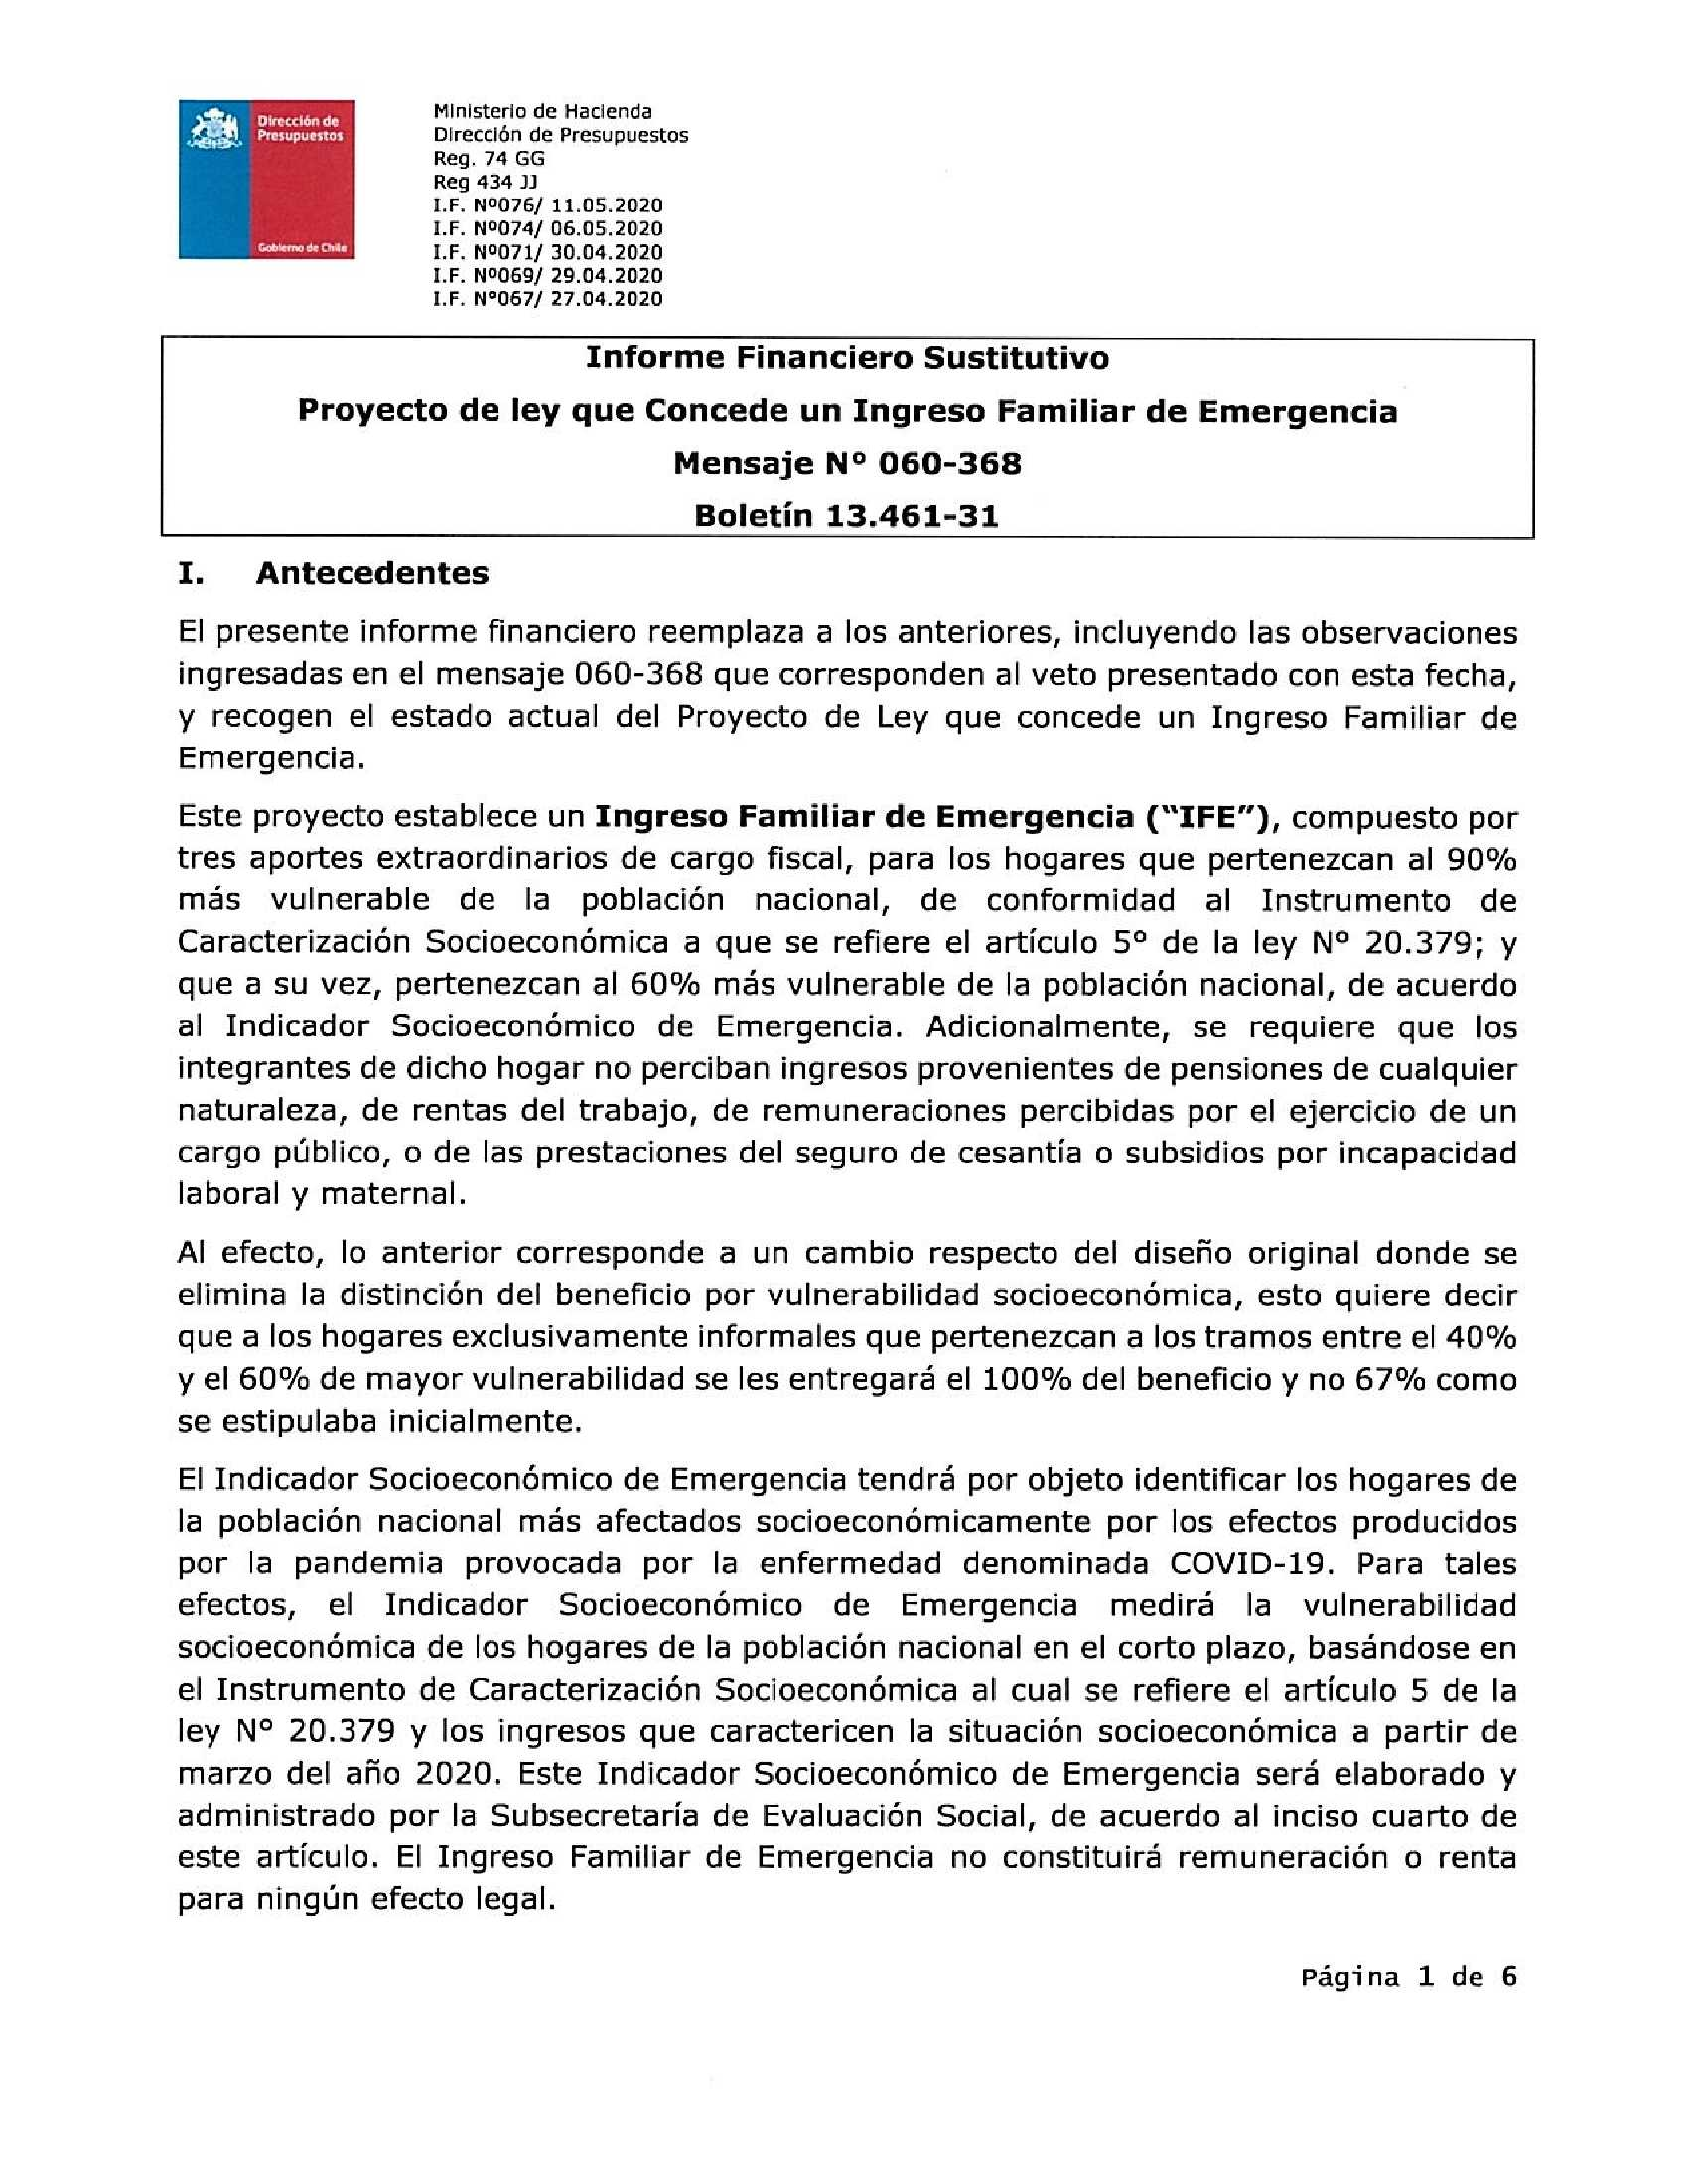 Dirección de
Presupuestos
Gobierno de Chile
Ministerio de Hacienda
Dirección de Presupuestos
Reg. 74 GG
Reg 434 JJ
I.F. Nº076/ 11.05.2020
I.F. Nº074/ 06.05.2020
I.F. Nº071/ 30.04.2020
I.F. Nº069/ 29.04.2020
I.F. N°067/ 27.04.2020
Informe Financiero Sustitutivo
Proyecto de ley que Concede un Ingreso Familiar de Emergencia
Mensaje Nº 060-368
Boletín 13.461-31
I. Antecedentes
El presente informe financiero reemplaza a los anteriores, incluyendo las observaciones
ingresadas en el mensaje 060-368 que corresponden al veto presentado con esta fecha,
y recogen el estado actual del Proyecto de Ley que concede un Ingreso Familiar de
Emergencia.
Este proyecto establece un Ingreso Familiar de Emergencia (“IFE”), compuesto por
tres aportes extraordinarios de cargo fiscal, para los hogares que pertenezcan al 90%
más vulnerable de la población nacional, de conformidad al Instrumento de
Caracterización Socioeconómica a que se refiere el artículo 5º de la ley Nº 20.379; y
que a su vez, pertenezcan al 60% más vulnerable de la población nacional, de acuerdo
al Indicador Socioeconómico de Emergencia. Adicionalmente, se requiere que los
integrantes de dicho hogar no perciban ingresos provenientes de pensiones de cualquier
naturaleza, de rentas del trabajo, de remuneraciones percibidas por el ejercicio de un
cargo público, o de las prestaciones del seguro de cesantía o subsidios por incapacidad
laboral y maternal.
Al efecto, lo anterior corresponde a un cambio respecto del diseño original donde se
elimina la distinción del beneficio por vulnerabilidad socioeconómica, esto quiere decir
que a los hogares exclusivamente informales que pertenezcan a los tramos entre el 40%
y el 60% de mayor vulnerabilidad se les entregará el 100% del beneficio y no 67% como
se estipulaba inicialmente.
El Indicador Socioeconómico de Emergencia tendrá por objeto identificar los hogares de
la población nacional más afectados socioeconómicamente por los efectos producidos
por la pandemia provocada por la enfermedad denominada COVID-19. Para tales
efectos, el Indicador Socioeconómico de Emergencia medirá la vulnerabilidad
socioeconómica de los hogares de la población nacional en el corto plazo, basándose en
el Instrumento de Caracterización Socioeconómica al cual se refiere el artículo 5 de la
ley Nº 20.379 y los ingresos que caractericen la situación socioeconómica a partir de
marzo del año 2020. Este Indicador Socioeconómico de Emergencia será elaborado y
administrado por la Subsecretaría de Evaluación Social, de acuerdo al inciso cuarto de
este artículo. El Ingreso Familiar de Emergencia no constituirá remuneración o renta
para ningún efecto legal.
Página 1 de 6